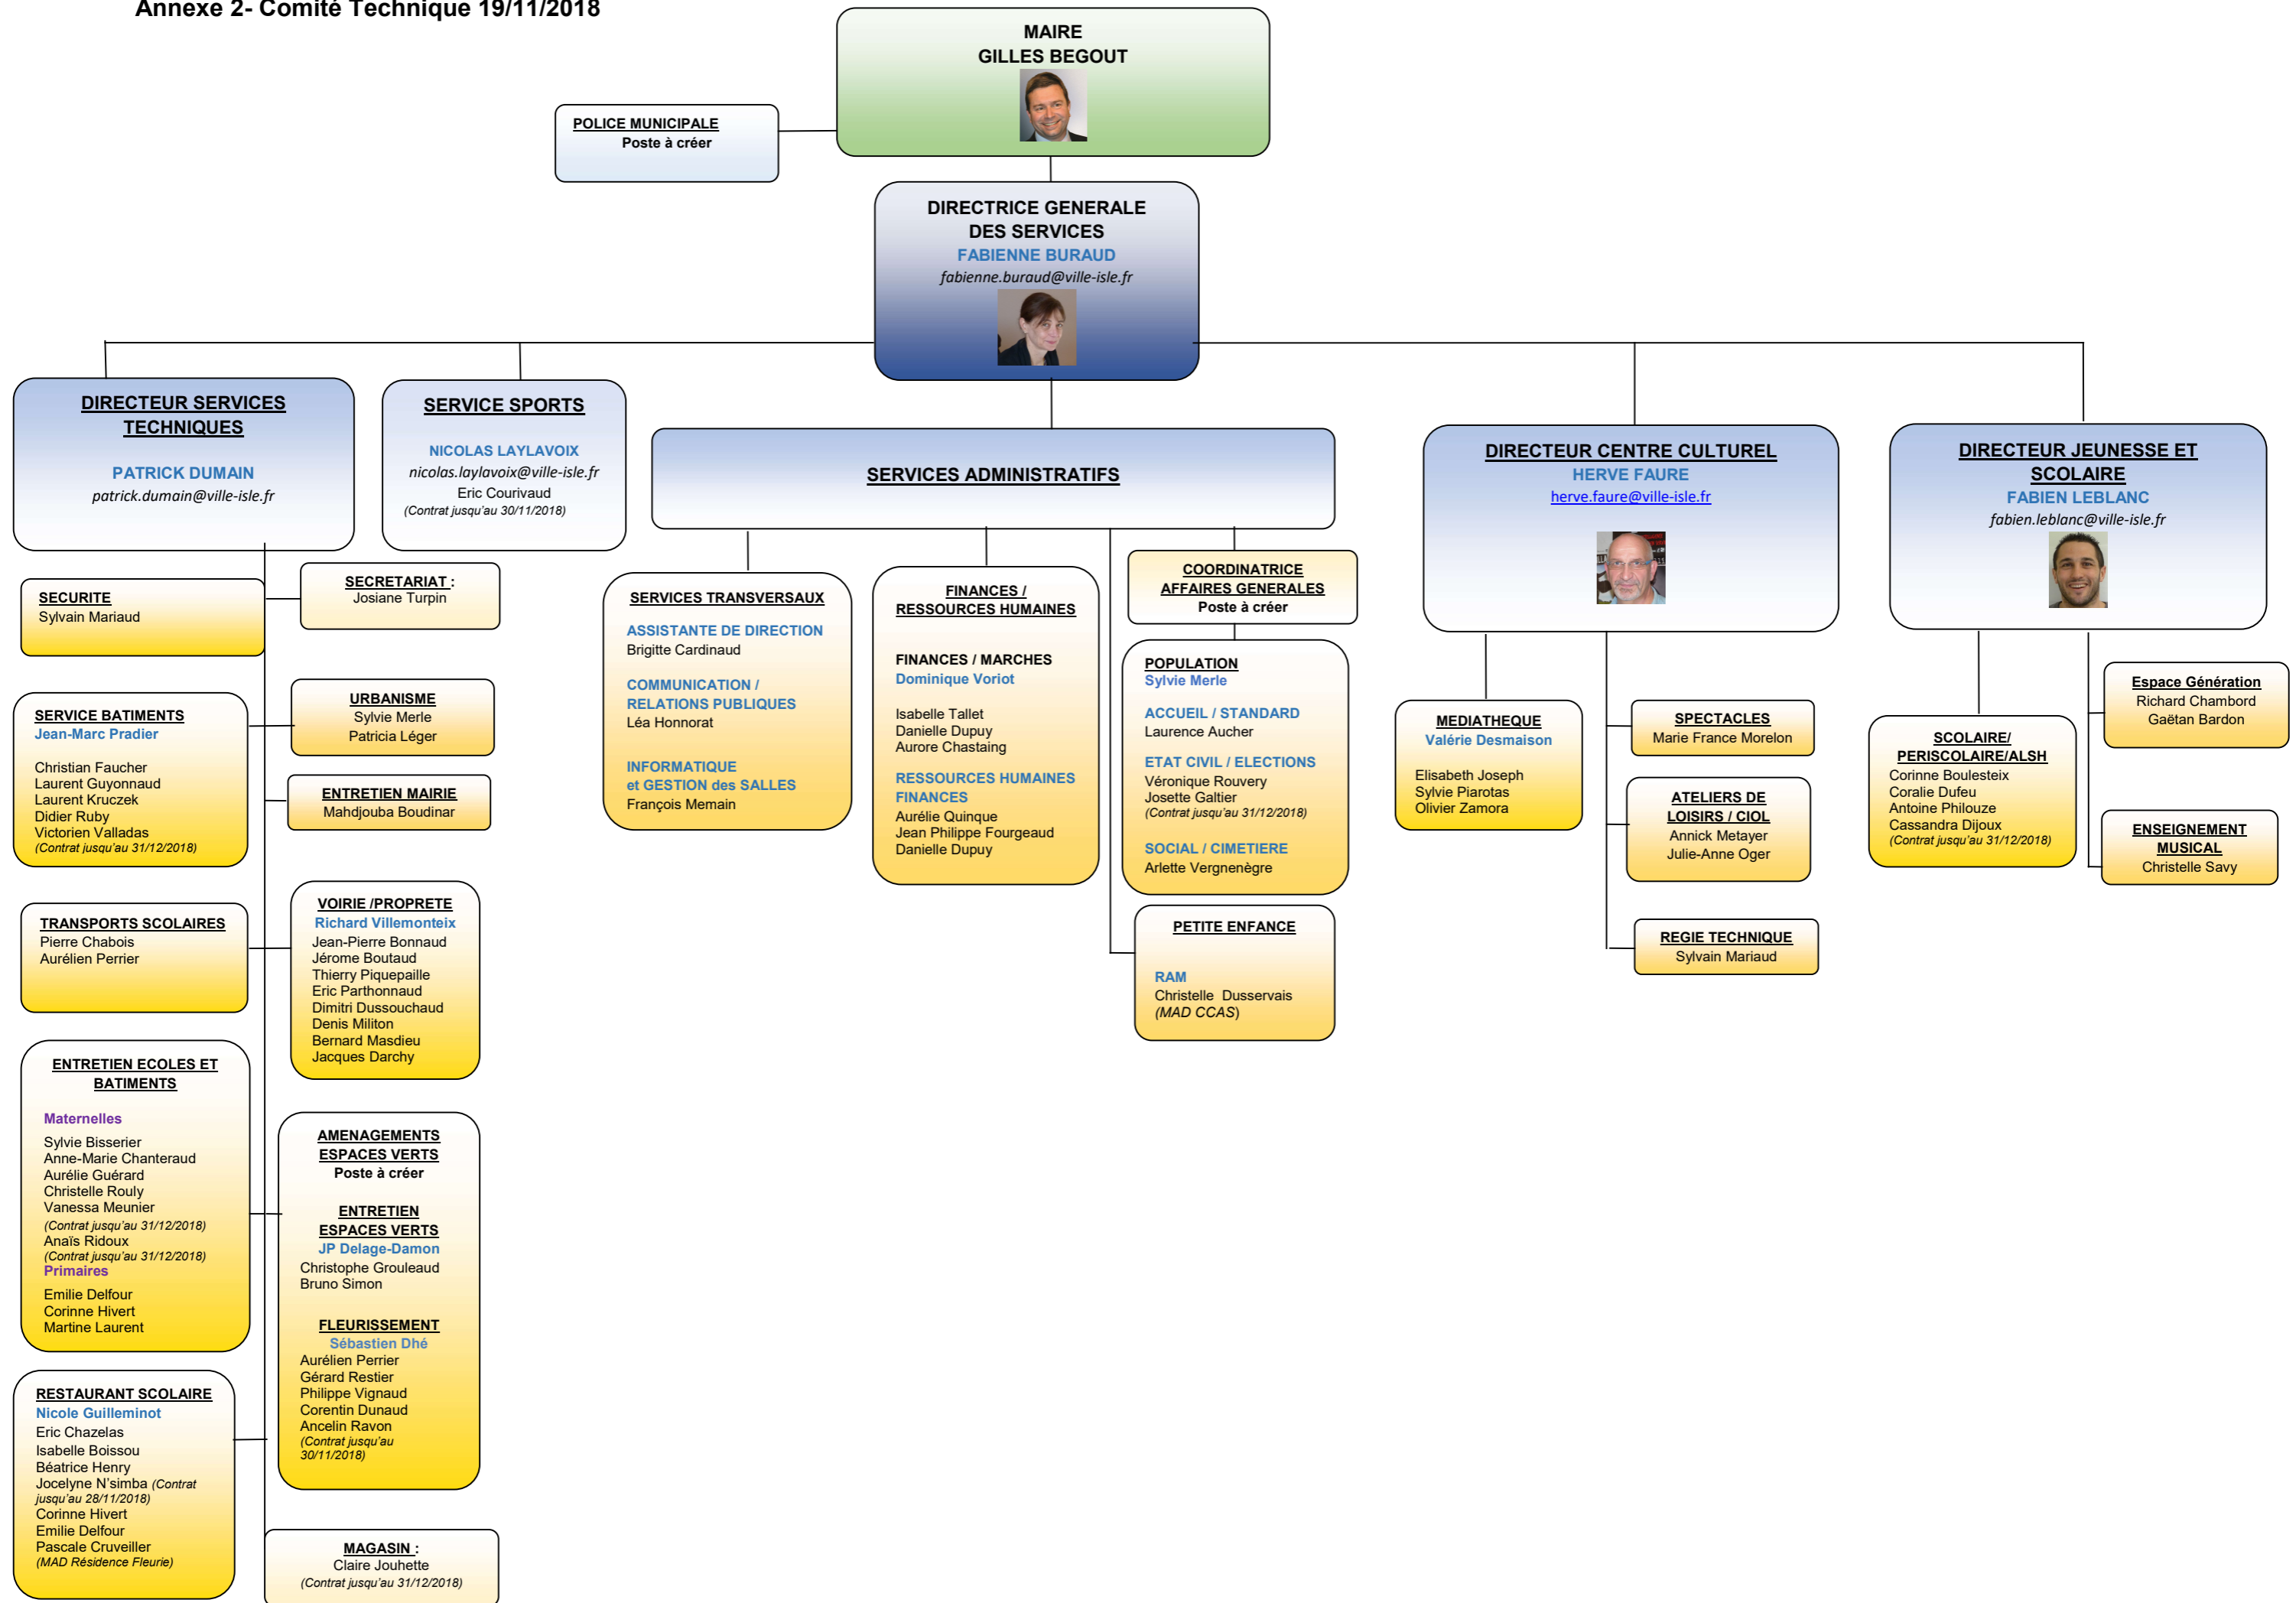 Annexe 2- Comité Technique 19/11/2018
MAIRE
GILLES BEGOUT
POLICE MUNICIPALE
Poste à créer
DIRECTRICE GENERALE
DES SERVICES
FABIENNE BURAUD
fabienne.buraud@ville-isle.fr
DIRECTEUR SERVICES
TECHNIQUES
PATRICK DUMAIN
patrick.dumain@ville-isle.fr
SERVICE SPORTS
NICOLAS LAYLAVOIX
nicolas.laylavoix@ville-isle.fr
Eric Courivaud
(Contrat jusqu'au 30/11/2018)
SERVICES ADMINISTRATIFS
DIRECTEUR CENTRE CULTUREL
HERVE FAURE
herve.faure@ville-isle.fr
DIRECTEUR JEUNESSE ET
SCOLAIRE
FABIEN LEBLANC
fabien.leblanc@ville-isle.fr
SECURITE
Sylvain Mariaud
SECRETARIAT :
Josiane Turpin
SERVICE BATIMENTS
Jean-Marc Pradier
Christian Faucher
Laurent Guyonnaud
Laurent Kruczek
Didier Ruby
Victorien Valladas
(Contrat jusqu'au 31/12/2018)
URBANISME
Sylvie Merle
Patricia Léger
ENTRETIEN MAIRIE
Mahdjouba Boudinar
TRANSPORTS SCOLAIRES
Pierre Chabois
Aurélien Perrier
VOIRIE /PROPRETE
Richard Villemonteix
Jean-Pierre Bonnaud
Jérome Boutaud
Thierry Piquepaille
Eric Parthonnaud
Dimitri Dussouchaud
Denis Militon
Bernard Masdieu
Jacques Darchy
ENTRETIEN ECOLES ET
BATIMENTS
Maternelles
Sylvie Bisserier
Anne-Marie Chanteraud
Aurélie Guérard
Christelle Rouly
Vanessa Meunier
(Contrat jusqu'au 31/12/2018)
Anaïs Ridoux
(Contrat jusqu'au 31/12/2018)
Primaires
Emilie Delfour
Corinne Hivert
Martine Laurent
AMENAGEMENTS
ESPACES VERTS
Poste à créer
ENTRETIEN
ESPACES VERTS
JP Delage-Damon
Christophe Grouleaud
Bruno Simon
FLEURISSEMENT
Sébastien Dhé
Aurélien Perrier
Gérard Restier
Philippe Vignaud
Corentin Dunaud
Ancelin Ravon
(Contrat jusqu'au
30/11/2018)
RESTAURANT SCOLAIRE
Nicole Guilleminot
Eric Chazelas
Isabelle Boissou
Béatrice Henry
Jocelyne N'simba (Contrat
jusqu'au 28/11/2018)
Corinne Hivert
Emilie Delfour
Pascale Cruveiller
(MAD Résidence Fleurie)
MAGASIN :
Claire Jouhette
(Contrat jusqu'au 31/12/2018)
SERVICES TRANSVERSAUX
ASSISTANTE DE DIRECTION
Brigitte Cardinaud
COMMUNICATION /
RELATIONS PUBLIQUES
Léa Honnorat
INFORMATIQUE
et GESTION des SALLES
François Memain
FINANCES /
RESSOURCES HUMAINES
FINANCES / MARCHES
Dominique Voriot
Isabelle Tallet
Danielle Dupuy
Aurore Chastaing
RESSOURCES HUMAINES
FINANCES
Aurélie Quinque
Jean Philippe Fourgeaud
Danielle Dupuy
COORDINATRICE
AFFAIRES GENERALES
Poste à créer
POPULATION
Sylvie Merle
ACCUEIL / STANDARD
Laurence Aucher
ETAT CIVIL / ELECTIONS
Véronique Rouvery
Josette Galtier
(Contrat jusqu'au 31/12/2018)
SOCIAL / CIMETIERE
Arlette Vergnenègre
PETITE ENFANCE
RAM
Christelle Dusservais
(MAD CCAS)
MEDIATHEQUE
Valérie Desmaison
Elisabeth Joseph
Sylvie Piarotas
Olivier Zamora
SPECTACLES
Marie France Morelon
ATELIERS DE
LOISIRS / CIOL
Annick Metayer
Julie-Anne Oger
REGIE TECHNIQUE
Sylvain Mariaud
SCOLAIRE/
PERISCOLAIRE/ALSH
Corinne Boulesteix
Coralie Dufeu
Antoine Philouze
Cassandra Dijoux
(Contrat jusqu'au 31/12/2018)
Espace Génération
Richard Chambord
Gaëtan Bardon
ENSEIGNEMENT
MUSICAL
Christelle Savy